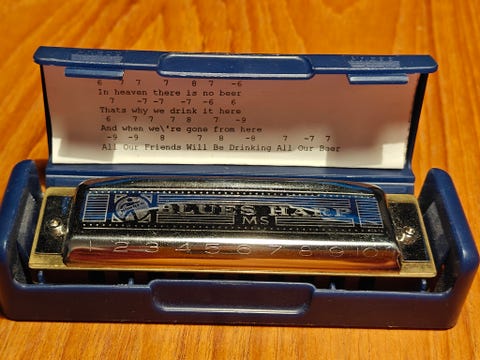 6 7 7 7 8 7 -6
In heaven there is no beer
7 -7 -7 -7 -6 6
Thats why we drink it here
6 7 7 7 8 7 -9
And when we\'re gone from here
-9 -9 8 7 8 -8 7 -7 7
All Our Friends Will Be Drinking All Our Beer
BLUES HARP
MS
1 2 3 4 5 6 7 8 9 10